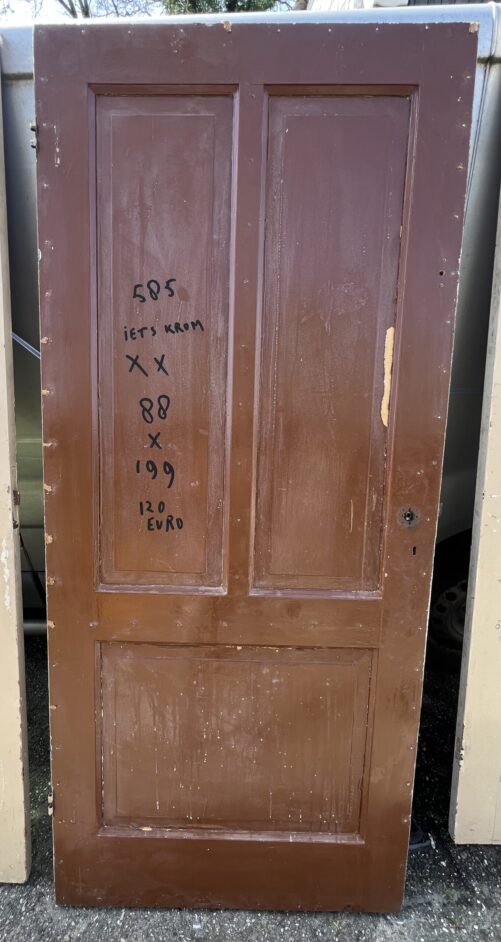 585
iETS KROM
X X
88
X
199
120
EURO